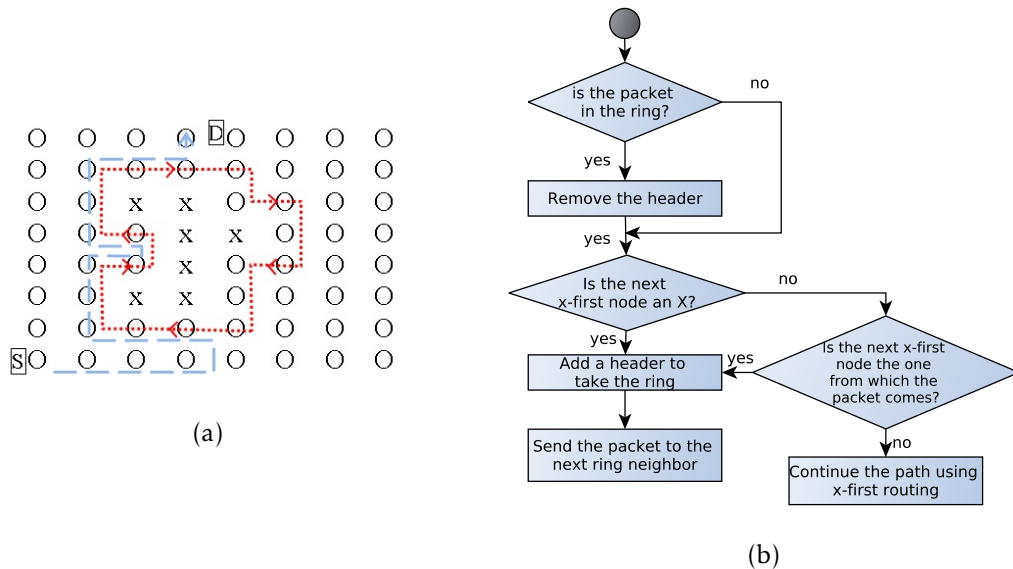 O O O O D O O O O
O O O O O O O O
O O x x O O O O
O O O x x O O O
O O O x O O O O
O O x x O O O O
O O O O O O O O
S O O O O O O O O
(a)
is the packet
in the ring?
no
yes
Remove the header
yes
Is the next
x-first node an X?
no
yes
Add a header to
take the ring
yes
Is the next x-first
node the one
from which the
packet comes?
no
Send the packet to the
next ring neighbor
Continue the path using
x-first routing
(b)